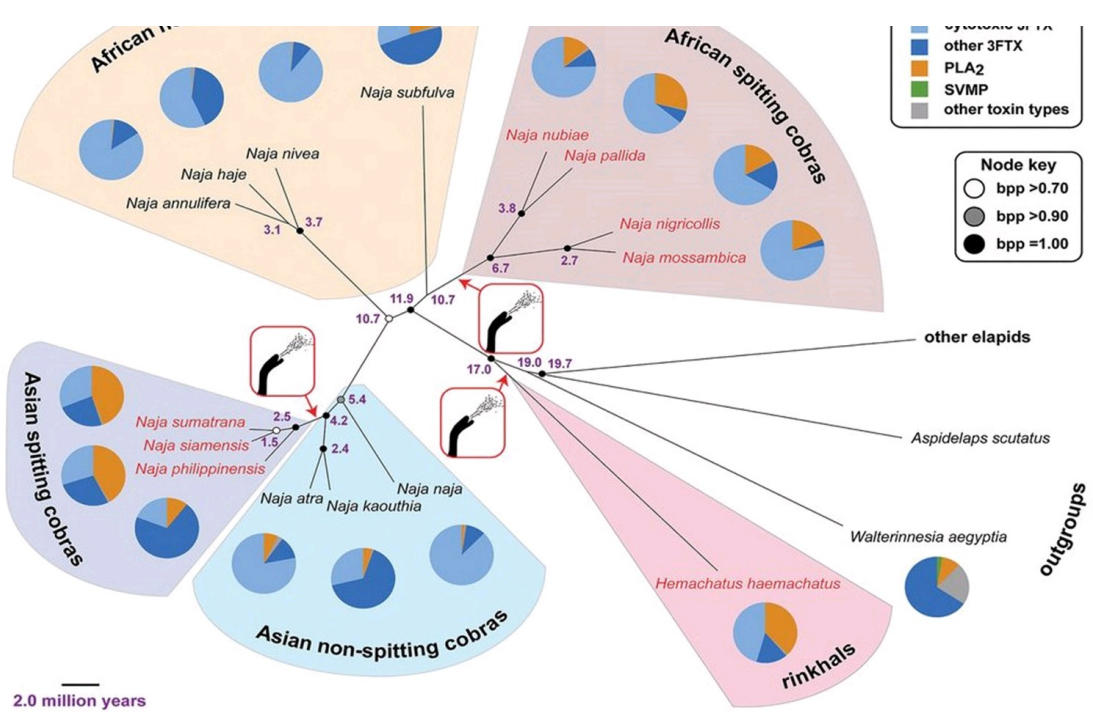 African
African spitting cobras
cytotoxic 3FTX
other 3FTX
PLA2
SVMP
other toxin types
Node key
bpp >0.70
bpp >0.90
bpp =1.00
Naja subfulva
Naja nivea
Naja haje
Naja annulifera
3.7
3.1
Naja nubiae
Naja pallida
3.8
Naja nigricollis
Naja mossambica
6.7
2.7
11.9
10.7
10.7
17.0
19.0
19.7
other elapids
Aspidelaps scutatus
Walterinnesia aegyptia
outgroups
Asian spitting cobras
Naja sumatrana
Naja siamensis
Naja philippinensis
2.5
1.5
5.4
4.2
2.4
Naja atra
Naja kaouthia
Naja naja
Asian non-spitting cobras
Hemachatus haemachatus
rinkhals
2.0 million years